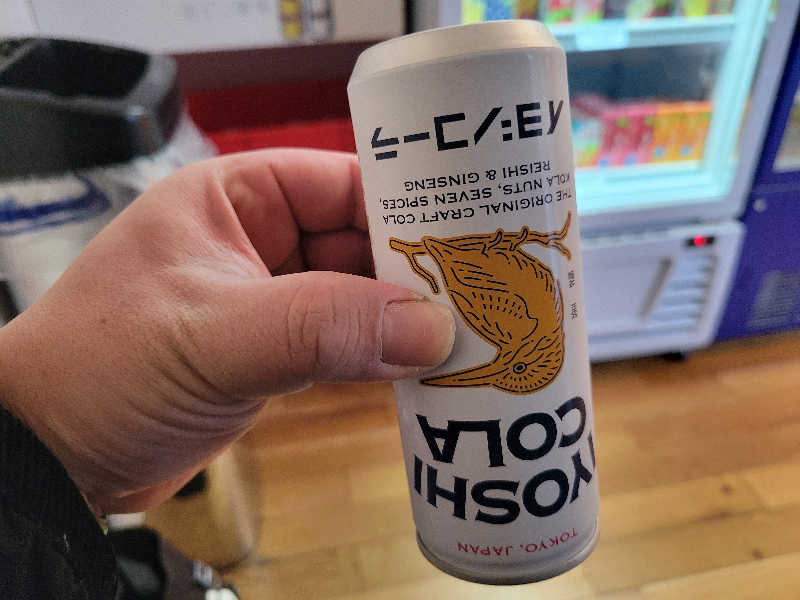 TOKYO, JAPAN
IYOSHI
COLA
THE ORIGINAL CRAFT COLA
KOLA NUTS, SEVEN SPICES,
REISHI & GINSENG
イヨシコーラ